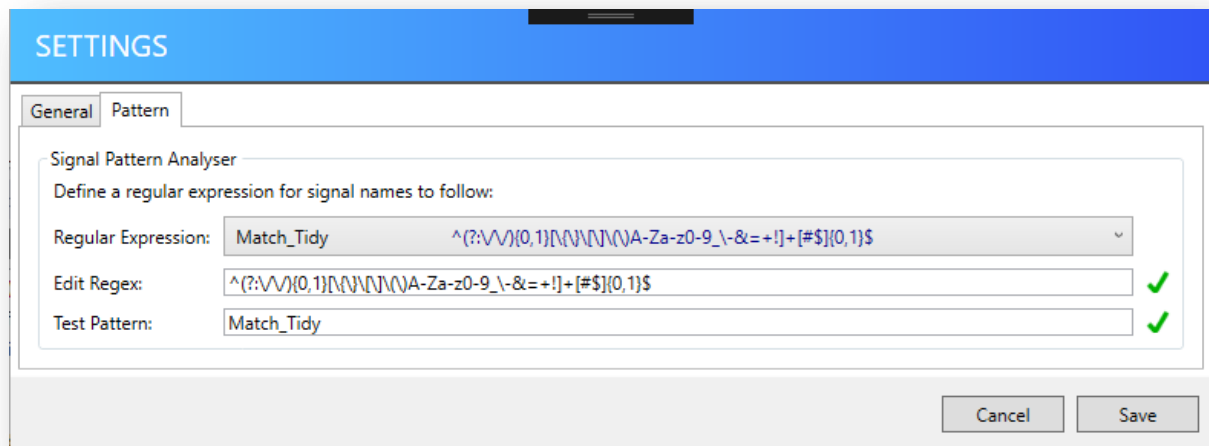 SETTINGS
General Pattern
Signal Pattern Analyser
Define a regular expression for signal names to follow:
Regular Expression: Match_Tidy ^(?:\/\/){0,1}[\{\}\[\]\(\)A-Za-z0-9_\-&=+!]+[#$]{0,1}$
Edit Regex: ^(?:\/\/){0,1}[\{\}\[\]\(\)A-Za-z0-9_\-&=+!]+[#$]{0,1}$
Test Pattern: Match_Tidy
Cancel Save